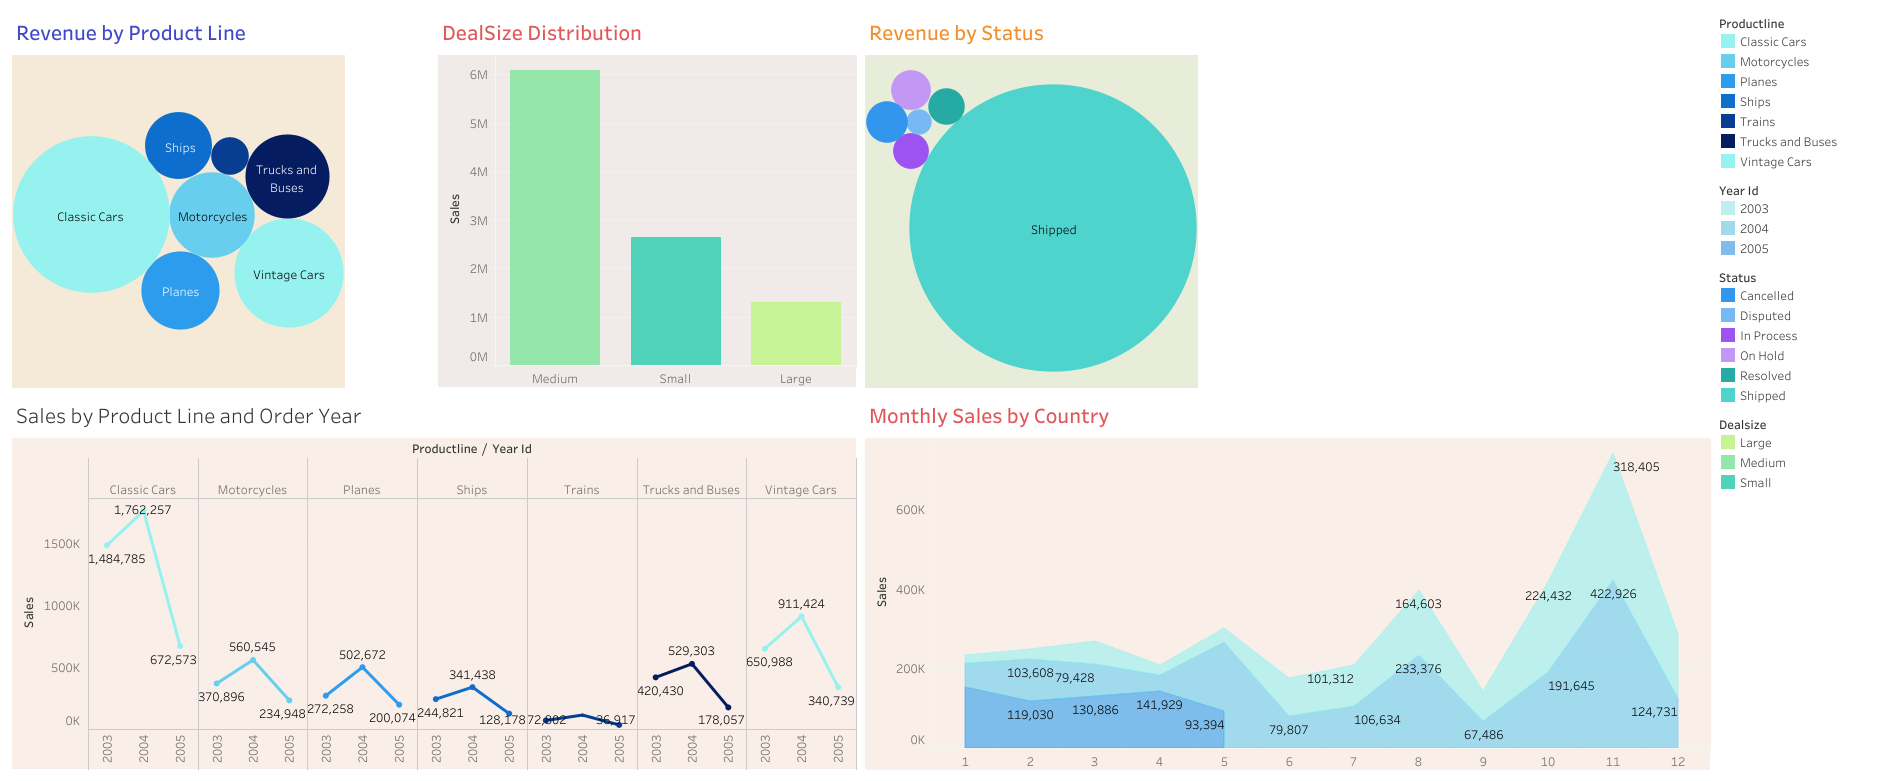 Revenue by Product Line
Classic Cars
Ships
Motorcycles
Planes
Trucks and
Buses
Vintage Cars
DealSize Distribution
Sales
6M
5M
4M
3M
2M
1M
0M
Medium
Small
Large
Revenue by Status
Shipped
Sales by Product Line and Order Year
Productline / Year Id
Classic Cars
Motorcycles
Planes
Ships
Trains
Trucks and Buses
Vintage Cars
Sales
1500K
1000K
500K
0K
1,484,785
1,762,257
672,573
370,896
560,545
234,948
272,258
502,672
200,074
244,821
341,438
128,178
72,802
36,917
420,430
529,303
178,057
650,988
911,424
340,739
2003
2004
2005
2003
2004
2005
2003
2004
2005
2003
2004
2005
2003
2004
2005
2003
2004
2005
2003
2004
2005
Monthly Sales by Country
Sales
600K
400K
200K
0K
103,608
79,428
119,030
130,886
141,929
93,394
79,807
101,312
106,634
164,603
233,376
67,486
224,432
191,645
318,405
422,926
124,731
1
2
3
4
5
6
7
8
9
10
11
12
Productline
Classic Cars
Motorcycles
Planes
Ships
Trains
Trucks and Buses
Vintage Cars
Year Id
2003
2004
2005
Status
Cancelled
Disputed
In Process
On Hold
Resolved
Shipped
Dealsize
Large
Medium
Small